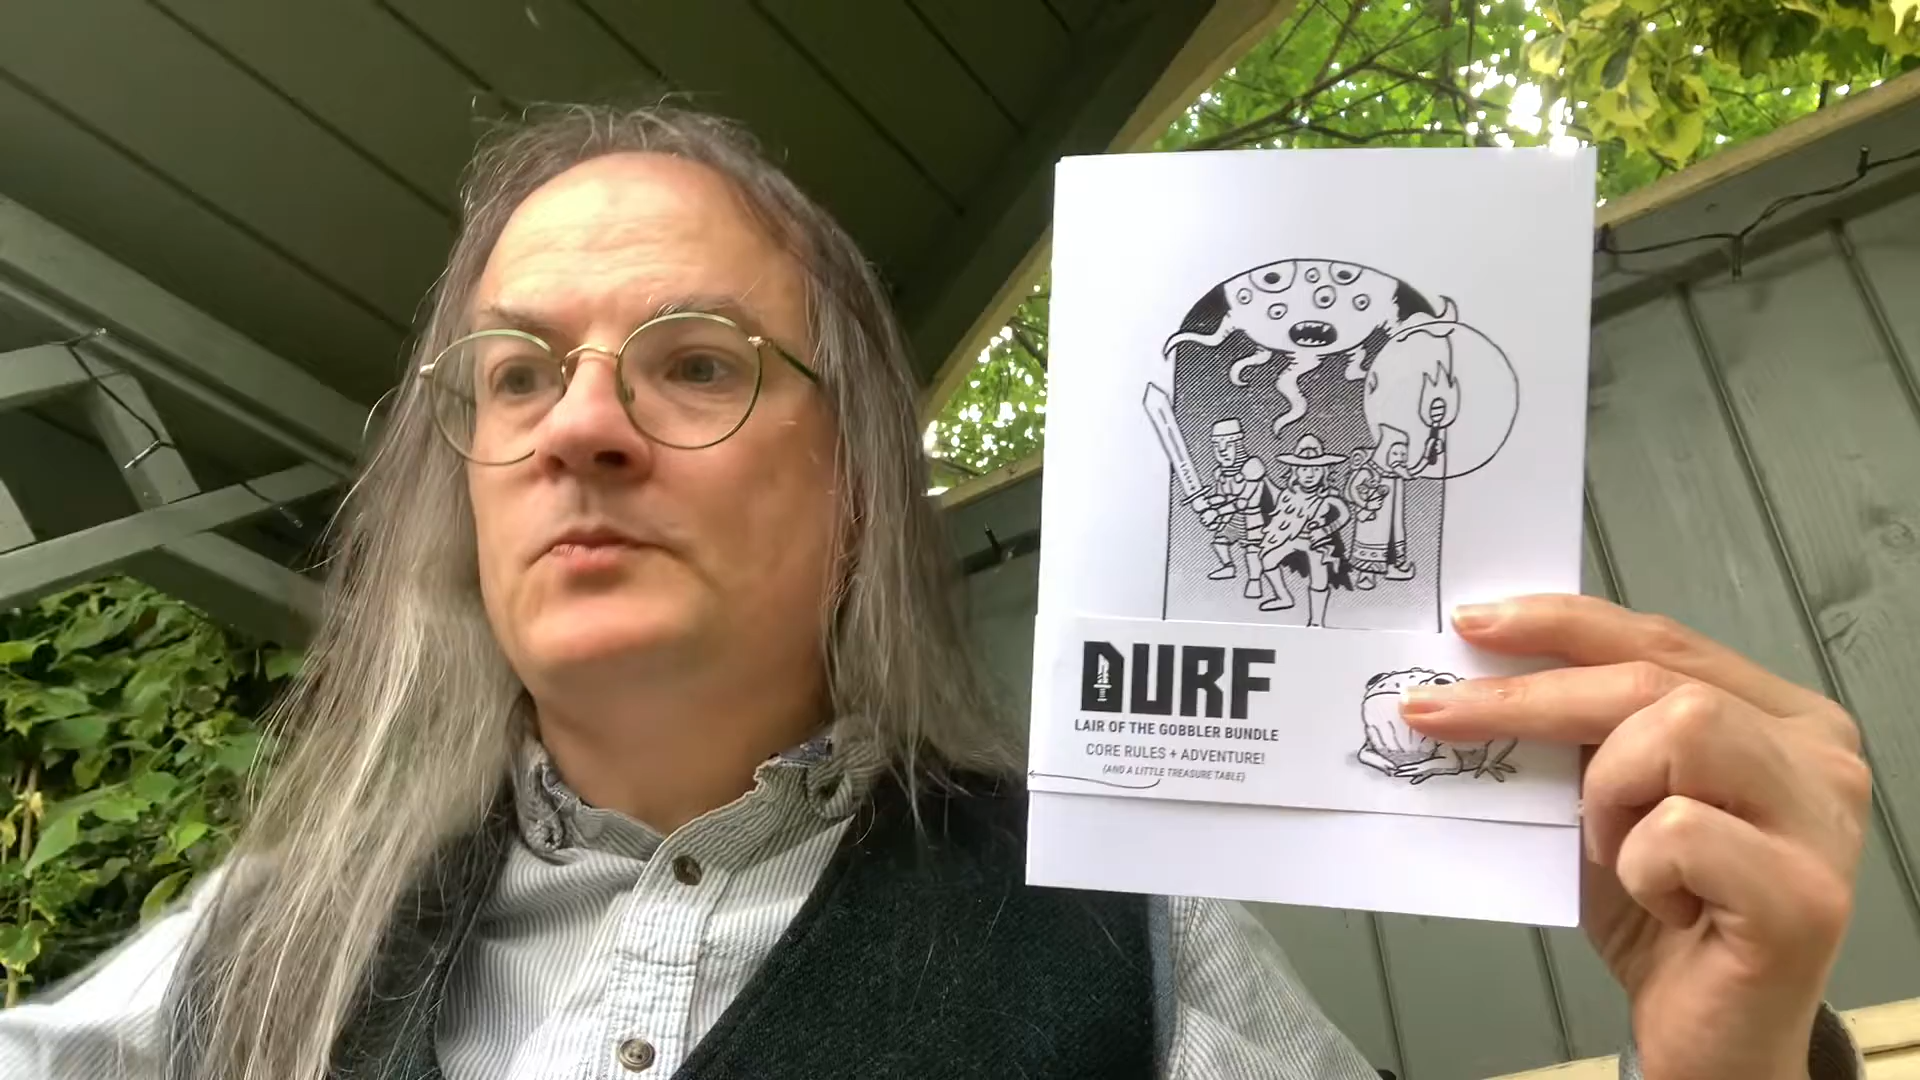 DURF
LAIR OF THE GOBBLER BUNDLE
CORE RULES + ADVENTURE!
(AND A LITTLE TREASURE TABLE)